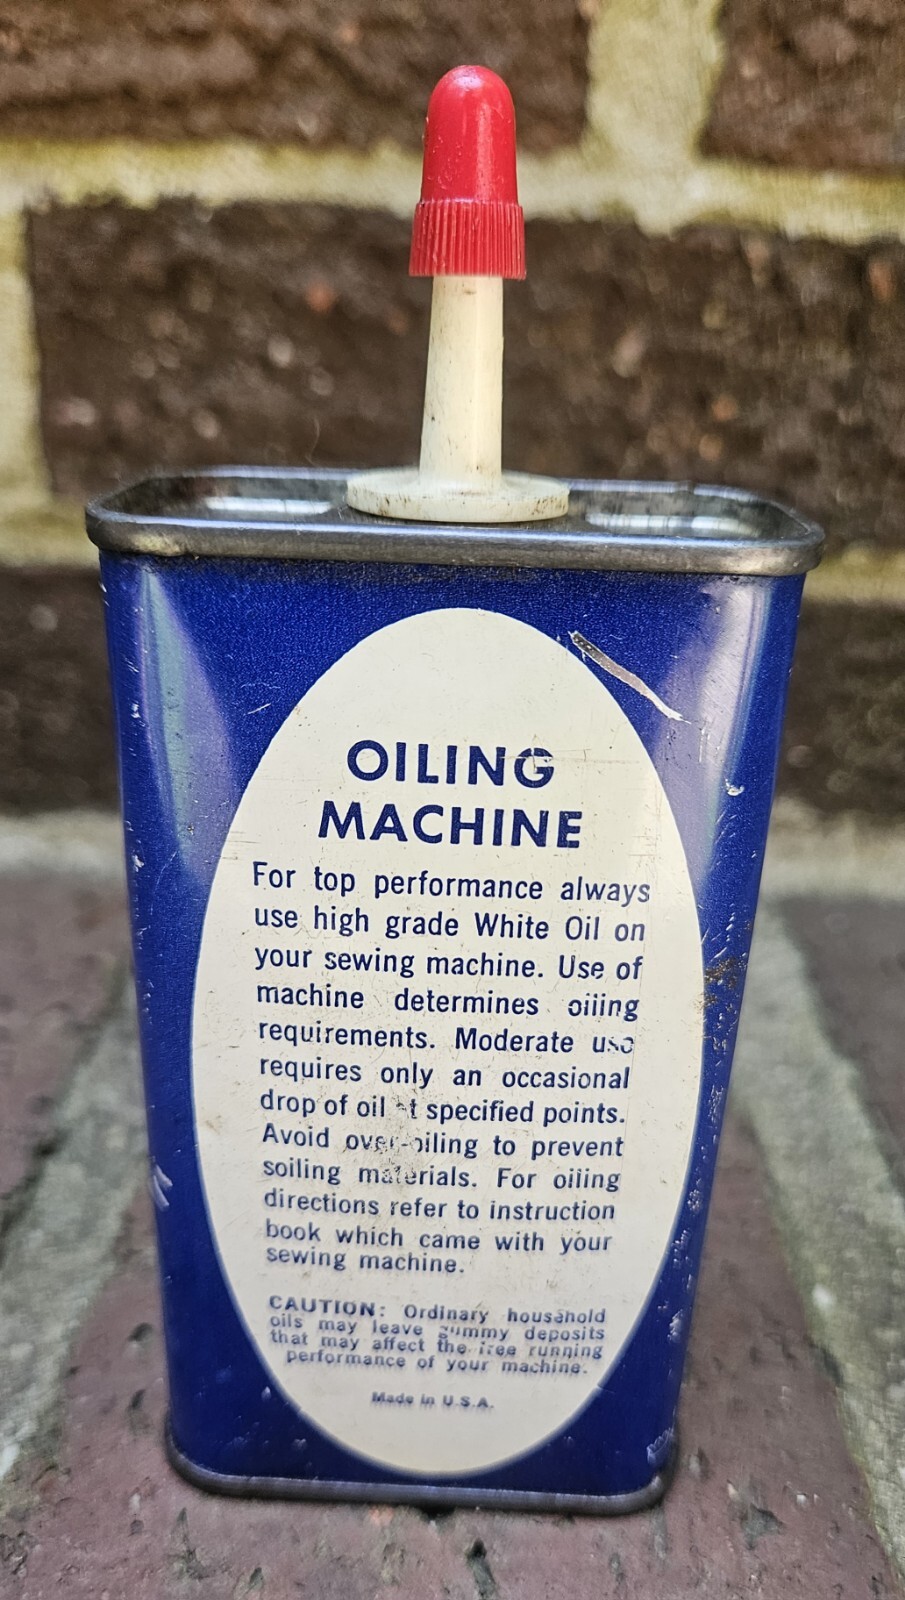 OILING
MACHINE
For top performance always
use high grade White Oil on
your sewing machine. Use of
machine determines oiling
requirements. Moderate use
requires only an occasional
drop of oil at specified points.
Avoid over-oiling to prevent
soiling materials. For oiling
directions refer to instruction
book which came with your
sewing machine.
CAUTION: Ordinary household
oils may leave gummy deposits
that may affect the free running
performance of your machine.
Made in U.S.A.